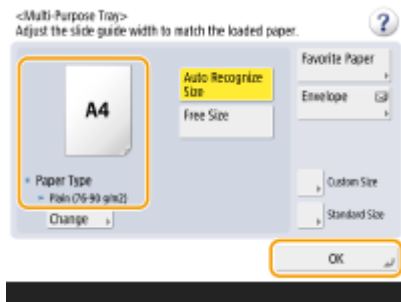 <Multi-Purpose Tray>
Adjust the slide guide width to match the loaded paper.
?
A4
Auto Recognize
Size
Free Size
Favorite Paper
Envelope
Paper Type
Plain (76-90 g/m2)
Change
Custom Size
Standard Size
OK